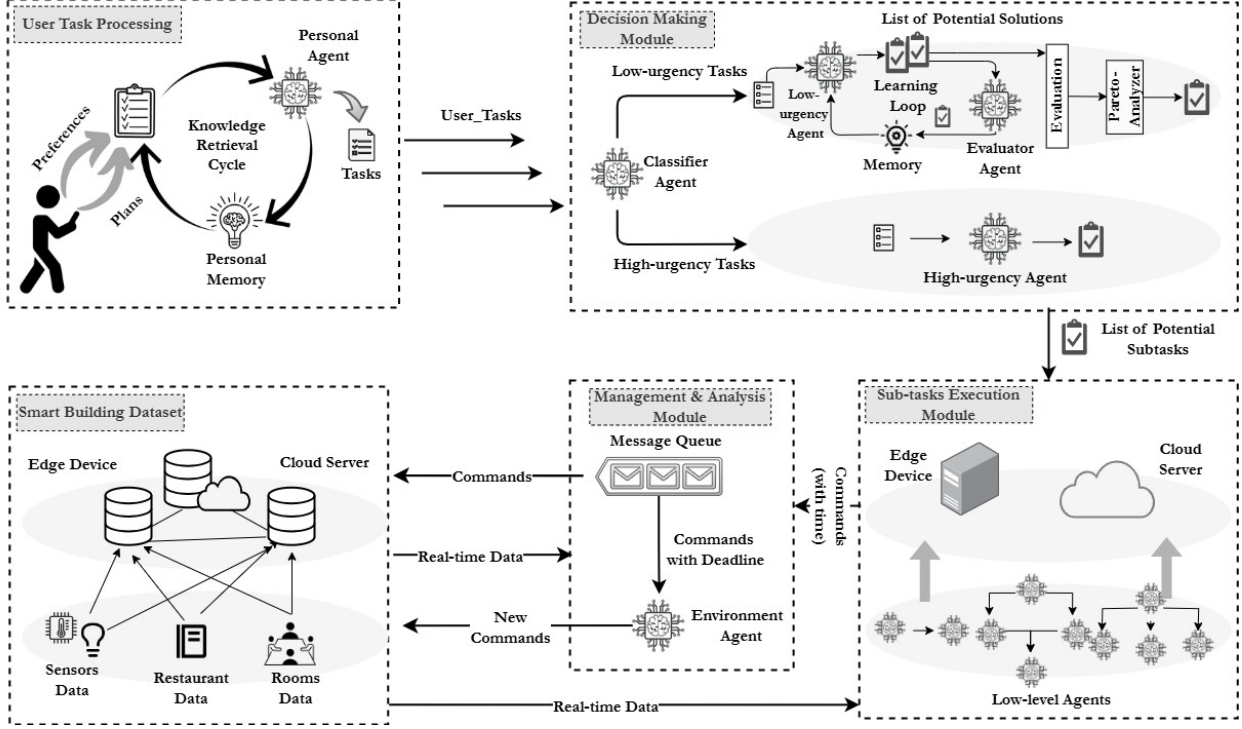 User Task Processing
Personal
Agent
Knowledge
Retrieval
Cycle
Tasks
Preferences
Plans
Personal
Memory
User_Tasks
Decision Making
Module
List of Potential Solutions
Low-urgency Tasks
Low-
urgency
Agent
Learning
Loop
Memory
Evaluator
Agent
Evaluation
Pareto-
Analyzer
Classifier
Agent
High-urgency Tasks
High-urgency Agent
List of Potential
Subtasks
Smart Building Dataset
Edge Device
Cloud Server
Sensors
Data
Restaurant
Data
Rooms
Data
Commands
Real-time Data
New
Commands
Real-time Data
Management & Analysis
Module
Message Queue
Commands
with Deadline
Environment
Agent
Commands
(with time)
Sub-tasks Execution
Module
Edge
Device
Cloud
Server
Low-level Agents